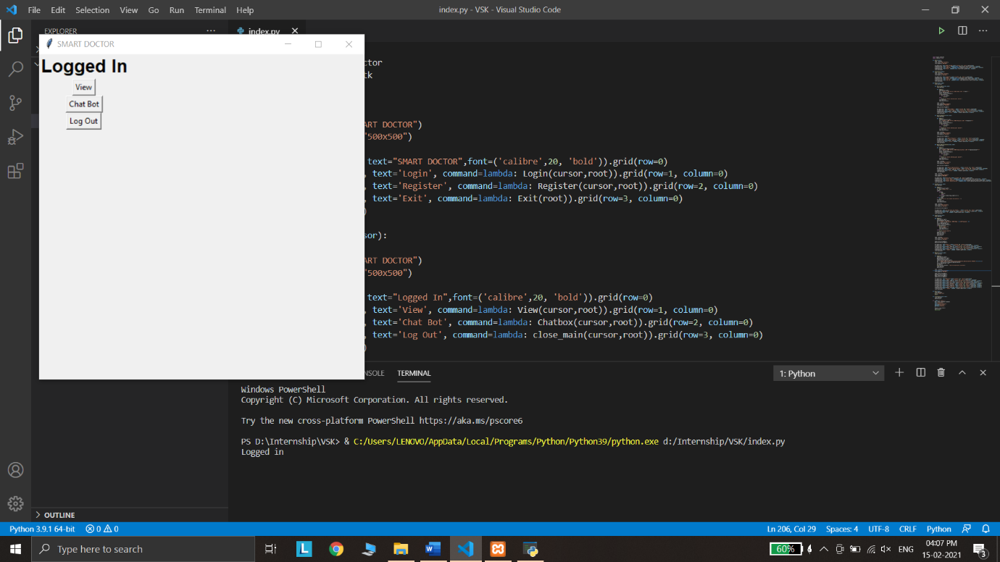 File Edit Selection View Go Run Terminal Help
index.py - VSK - Visual Studio Code
EXPLORER
index.py
SMART DOCTOR
Logged In
View
Chat Bot
Log Out
ctor
ck
ART DOCTOR")
"500x500")
text="SMART DOCTOR",font=('calibre',20, 'bold')).grid(row=0)
, text='Login', command=lambda: Login(cursor,root)).grid(row=1, column=0)
, text='Register', command=lambda: Register(cursor,root)).grid(row=2, column=0)
, text='Exit', command=lambda: Exit(root)).grid(row=3, column=0)
)
sor):
ART DOCTOR")
"500x500")
text="Logged In",font=('calibre',20, 'bold')).grid(row=0)
, text='View', command=lambda: View(cursor,root)).grid(row=1, column=0)
, text='Chat Bot', command=lambda: Chatbox(cursor,root)).grid(row=2, column=0)
, text='Log Out', command=lambda: close_main(cursor,root)).grid(row=3, column=0)
)
NSOLE TERMINAL
1: Python
Windows PowerShell
Copyright (C) Microsoft Corporation. All rights reserved.
Try the new cross-platform PowerShell https://aka.ms/pscore6
PS D:\Internship\VSK> & C:/Users/LENOVO/AppData/Local/Programs/Python/Python39/python.exe d:/Internship/VSK/index.py
Logged in
OUTLINE
Python 3.9.1 64-bit 0 0
Ln 206, Col 29 Spaces: 4 UTF-8 CRLF Python
Type here to search
L
W
60%
ENG
04:07 PM
15-02-2021
3